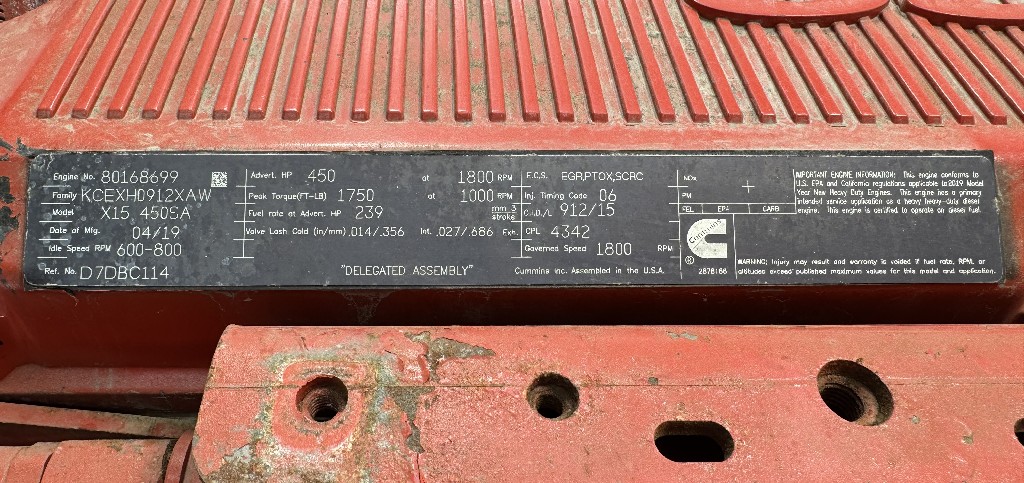 Engine No. 80168699
Family KCEXH0912XAW
Model X15 450SA
Date of Mfg. 04/19
Idle Speed RPM 600-800
Ref. No. D7DBC114
Advert. HP 450 at 1800 RPM
Peak Torque(FT-LB) 1750 at 1000 RPM
Fuel rate at Advert. HP 239 mm 3 stroke
Valve Lash Cold (in/mm) .014/.356 Int. .027/.686 Exh.
"DELEGATED ASSEMBLY"
E.C.S. EGR,PTOX,SCRC
Inj. Timing Code 06
C.I.D./L 912/15
CPL 4342
Governed Speed 1800 RPM
Cummins Inc. Assembled in the U.S.A.
NOx
PM
FEL EPA CARB
Cummins
® 2878166
IMPORTANT ENGINE INFORMATION: This engine conforms to
U.S. EPA and California regulations applicable to 2019 Model
Year New Heavy Duty Engines. This engine has a primary
intended service application as a heavy heavy-duty diesel
engine. This engine is certified to operate on diesel fuel.
WARNING: Injury may result and warranty is voided if fuel rate, RPM, or
altitudes exceed published maximum values for this model and application.